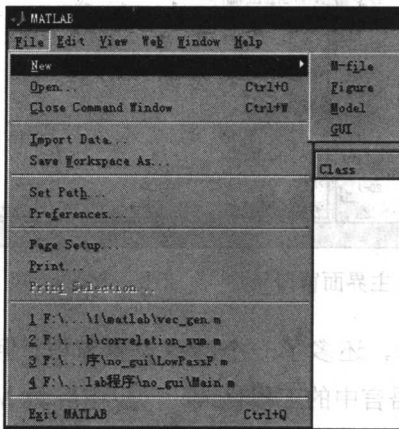 MATLAB
File Edit View Web Window Help
New
Open... Ctrl+O
Close Command Window Ctrl+W
Import Data...
Save Workspace As...
Set Path...
Preferences...
Page Setup...
Print...
Print Selection...
1 F:\...\1\matlab\vec_gen.m
2 F:\...b\correlation_sum.m
3 F:\...序\no_gui\LowPassF.m
4 F:\...lab程序\no_gui\Main.m
Exit MATLAB Ctrl+Q
M-file
Figure
Model
GUI
Class